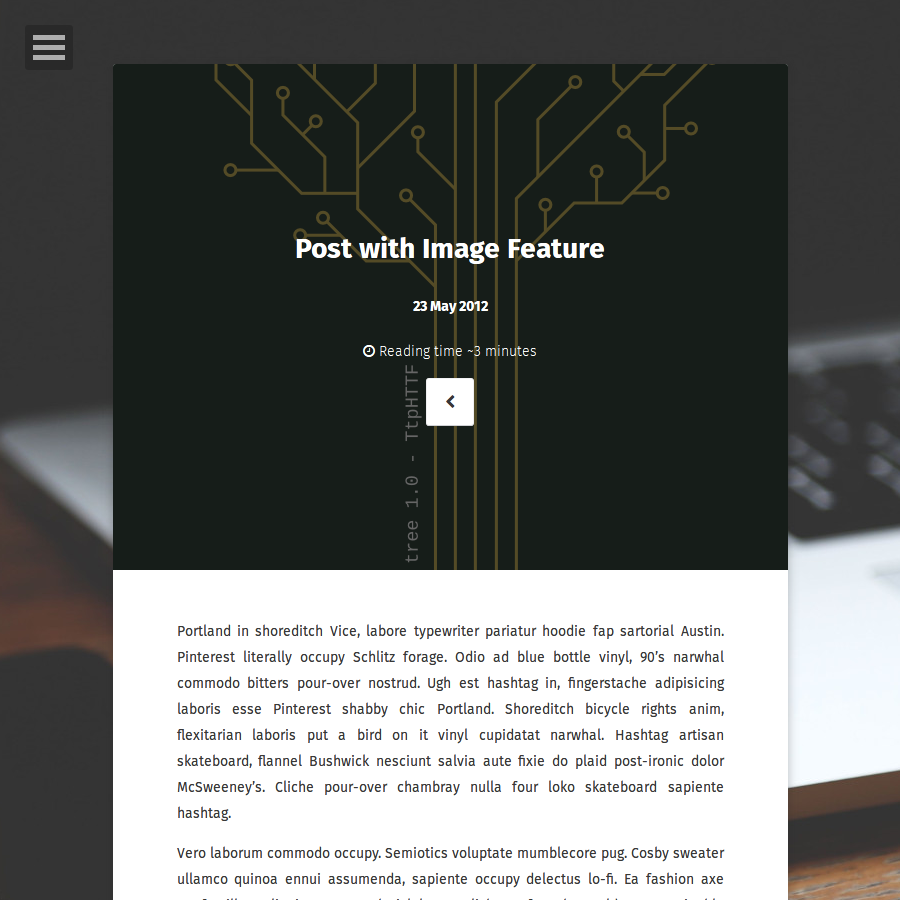 Post with Image Feature
23 May 2012
Reading time ~3 minutes
tree 1.0 - TtpHTTF
Portland in shoreditch Vice, labore typewriter pariatur hoodie fap sartorial Austin.
Pinterest literally occupy Schlitz forage. Odio ad blue bottle vinyl, 90’s narwhal
commodo bitters pour-over nostrud. Ugh est hashtag in, fingerstache adipisicing
laboris esse Pinterest shabby chic Portland. Shoreditch bicycle rights anim,
flexitarian laboris put a bird on it vinyl cupidatat narwhal. Hashtag artisan
skateboard, flannel Bushwick nesciunt salvia aute fixie do plaid post-ironic dolor
McSweeney’s. Cliche pour-over chambray nulla four loko skateboard sapiente
hashtag.
Vero laborum commodo occupy. Semiotics voluptate mumblecore pug. Cosby sweater
ullamco quinoa ennui assumenda, sapiente occupy delectus lo-fi. Ea fashion axe